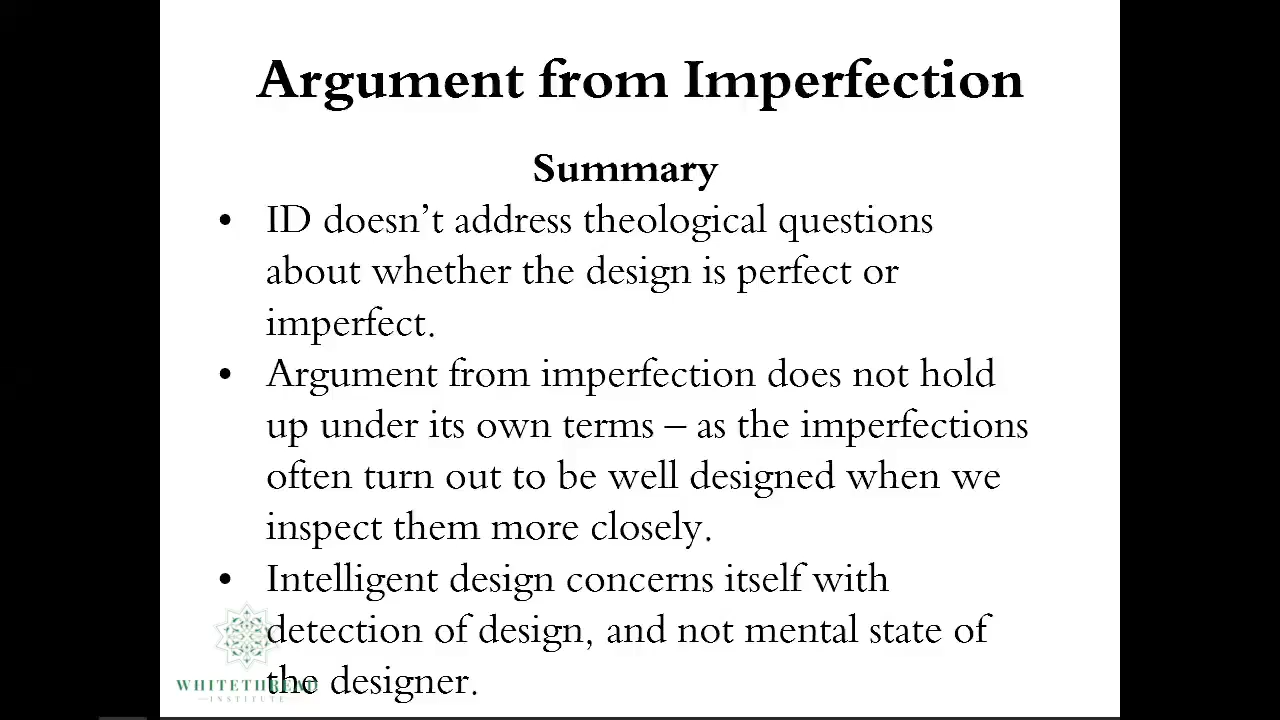 Argument from Imperfection
Summary
• ID doesn’t address theological questions
about whether the design is perfect or
imperfect.
• Argument from imperfection does not hold
up under its own terms – as the imperfections
often turn out to be well designed when we
inspect them more closely.
• Intelligent design concerns itself with
detection of design, and not mental state of
the designer.
WHITETHREAD
INSTITUTE